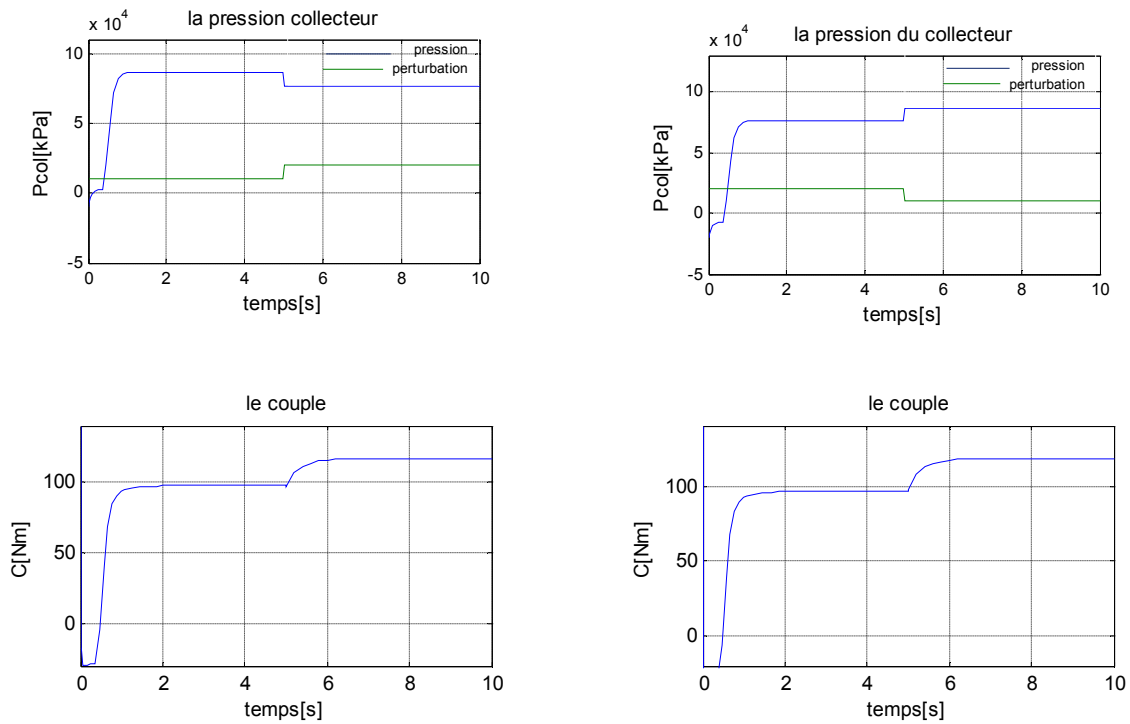 la pression collecteur
x 10 4
pression
perturbation
10
5
0
-5
Pcol[kPa]
0 2 4 6 8 10
temps[s]
la pression du collecteur
x 10 4
pression
perturbation
10
5
0
-5
Pcol[kPa]
0 2 4 6 8 10
temps[s]
le couple
100
50
0
C[Nm]
0 2 4 6 8 10
temps[s]
le couple
100
50
0
C[Nm]
0 2 4 6 8 10
temps[s]